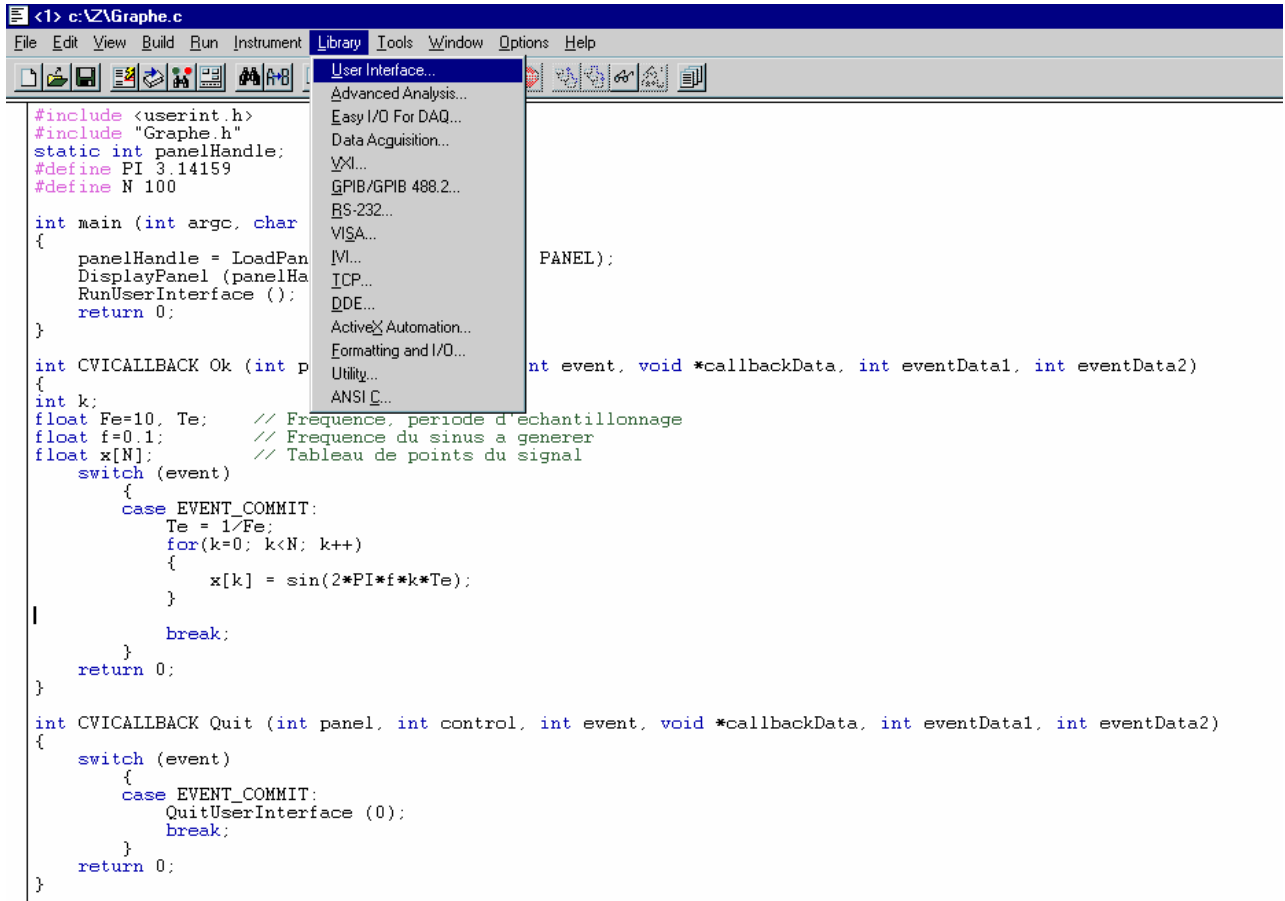 <1> c:\Z\Graphe.c
File Edit View Build Run Instrument Library Tools Window Options Help
User Interface...
Advanced Analysis...
Easy I/O For DAQ...
Data Acquisition...
VXI...
GPIB/GPIB 488.2...
RS-232...
VISA...
IVI...
TCP...
DDE...
ActiveX Automation...
Formatting and I/O...
Utility...
ANSI C...
#include <userint.h>
#include "Graphe.h"
static int panelHandle;
#define PI 3.14159
#define N 100
int main (int argc, char
{
panelHandle = LoadPan PANEL);
DisplayPanel (panelHa
RunUserInterface ();
return 0;
}
int CVICALLBACK Ok (int p nt event, void *callbackData, int eventData1, int eventData2)
{
int k;
float Fe=10, Te; // Frequence, periode d'echantillonnage
float f=0.1; // Frequence du sinus a generer
float x[N]; // Tableau de points du signal
switch (event)
{
case EVENT_COMMIT:
Te = 1/Fe;
for(k=0; k<N; k++)
{
x[k] = sin(2*PI*f*k*Te);
}
break;
}
return 0;
}
int CVICALLBACK Quit (int panel, int control, int event, void *callbackData, int eventData1, int eventData2)
{
switch (event)
{
case EVENT_COMMIT:
QuitUserInterface (0);
break;
}
return 0;
}